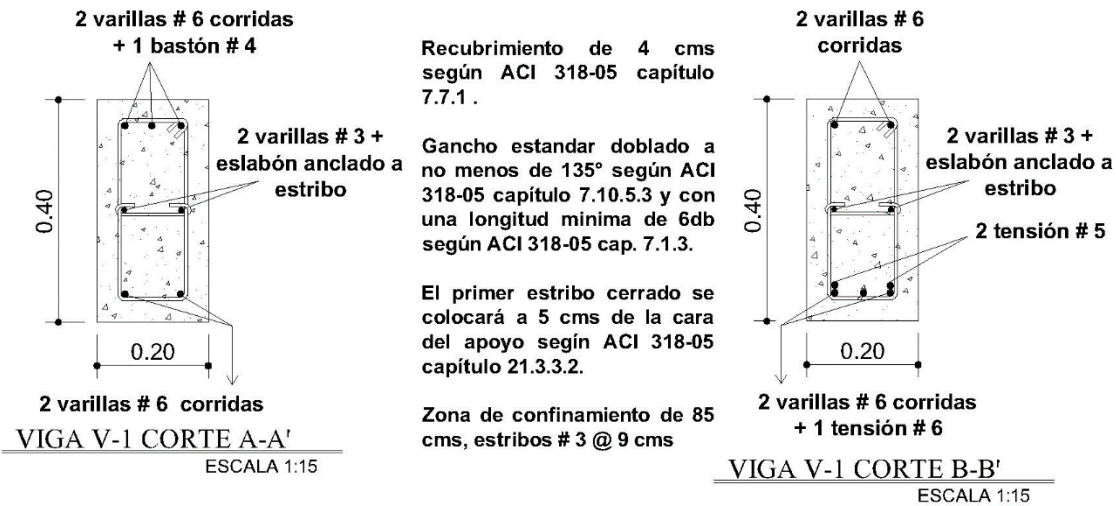 2 varillas # 6 corridas
+ 1 bastón # 4
2 varillas # 3 +
eslabón anclado a
estribo
0.40
0.20
2 varillas # 6 corridas
VIGA V-1 CORTE A-A'
ESCALA 1:15
Recubrimiento de 4 cms
según ACI 318-05 capítulo
7.7.1 .
Gancho estandar doblado a
no menos de 135° según ACI
318-05 capítulo 7.10.5.3 y con
una longitud minima de 6db
según ACI 318-05 cap. 7.1.3.
El primer estribo cerrado se
colocará a 5 cms de la cara
del apoyo segín ACI 318-05
capítulo 21.3.3.2.
Zona de confinamiento de 85
cms, estribos # 3 @ 9 cms
2 varillas # 6
corridas
2 varillas # 3 +
eslabón anclado a
estribo
2 tensión # 5
0.40
0.20
2 varillas # 6 corridas
+ 1 tensión # 6
VIGA V-1 CORTE B-B'
ESCALA 1:15